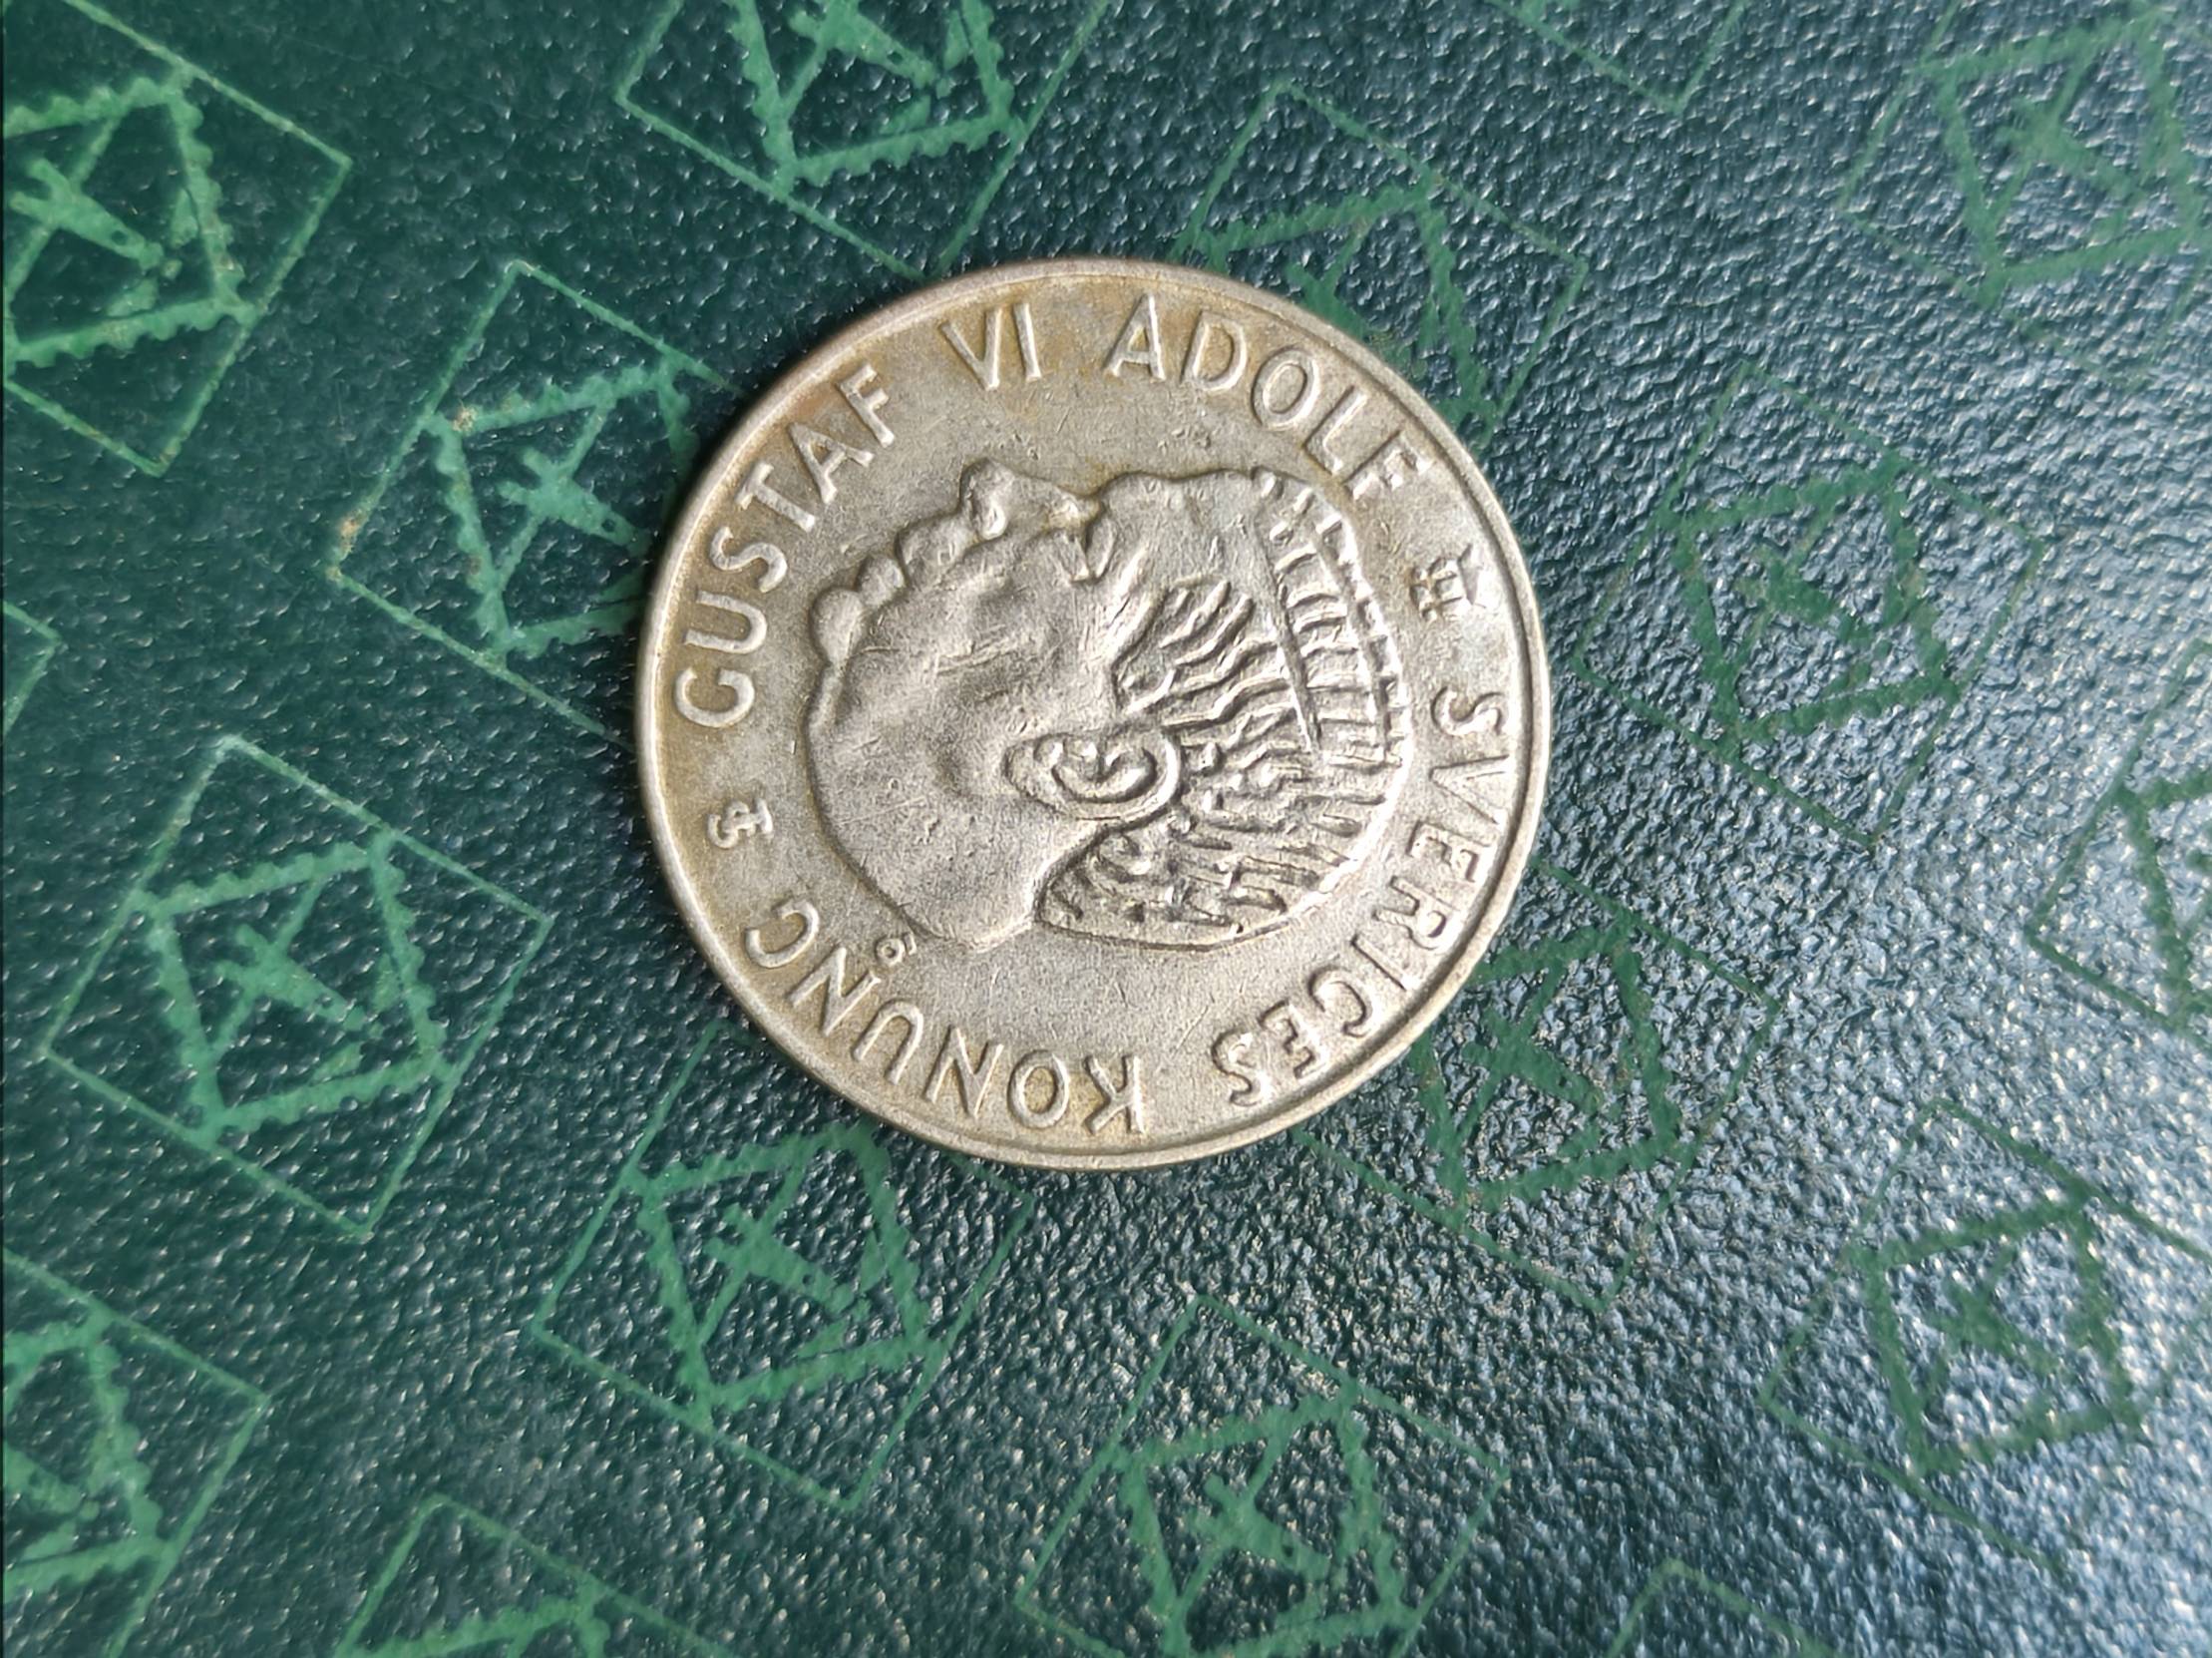 GUSTAF VI ADOLF
SVERIGES KONUNG